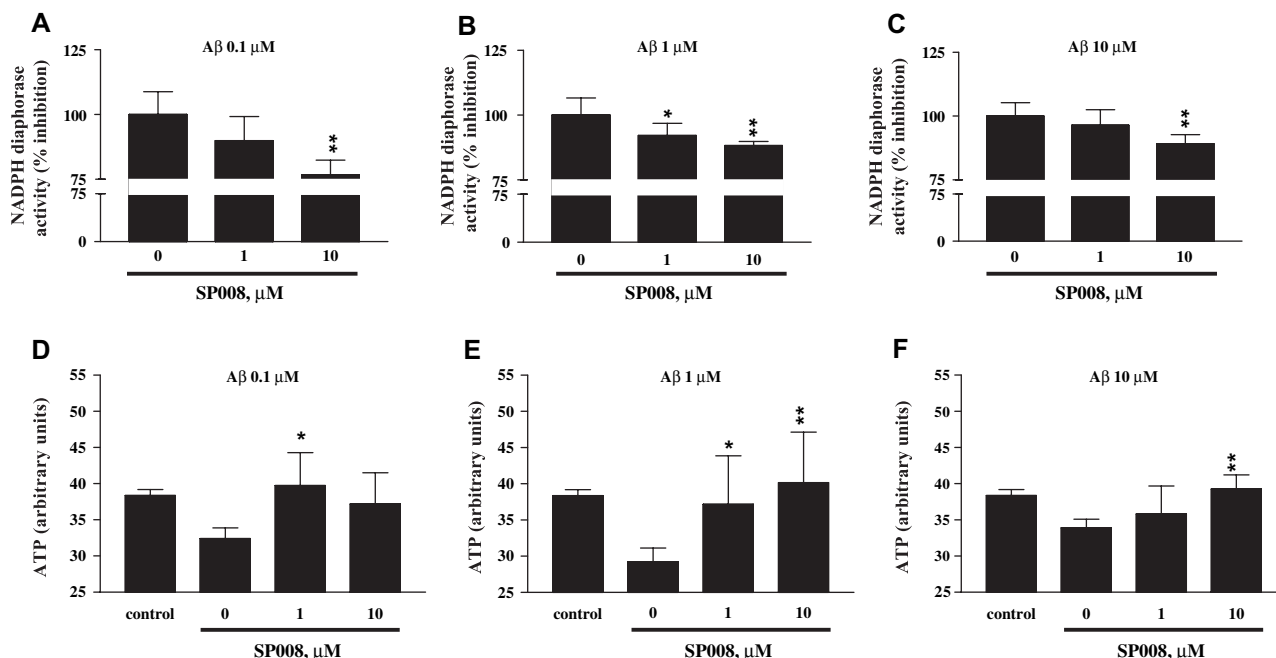 A
Aβ 0.1 μM
NADPH diaphorase
activity (% inhibition)
125
100
75
75
0
**
0 1 10
SP008, μM
B
Aβ 1 μM
NADPH diaphorase
activity (% inhibition)
125
100
75
75
0
*
**
0 1 10
SP008, μM
C
Aβ 10 μM
NADPH diaphorase
activity (% inhibition)
125
100
75
75
0
**
0 1 10
SP008, μM
D
Aβ 0.1 μM
ATP (arbitrary units)
55
50
45
40
35
30
25
*
control 0 1 10
SP008, μM
E
Aβ 1 μM
ATP (arbitrary units)
55
50
45
40
35
30
25
*
**
control 0 1 10
SP008, μM
F
Aβ 10 μM
ATP (arbitrary units)
55
50
45
40
35
30
25
**
control 0 1 10
SP008, μM